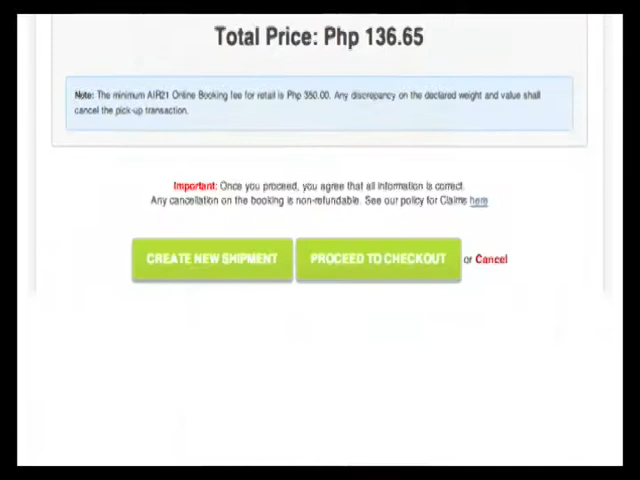 Total Price: Php 136.65
Note: The minimum AIR21 Online Booking fee for retail is Php 350.00. Any discrepancy on the declared weight and value shall
cancel the pick-up transaction.
Important: Once you proceed, you agree that all information is correct.
Any cancellation on the booking is non-refundable. See our policy for Claims here
CREATE NEW SHIPMENT PROCEED TO CHECKOUT or Cancel